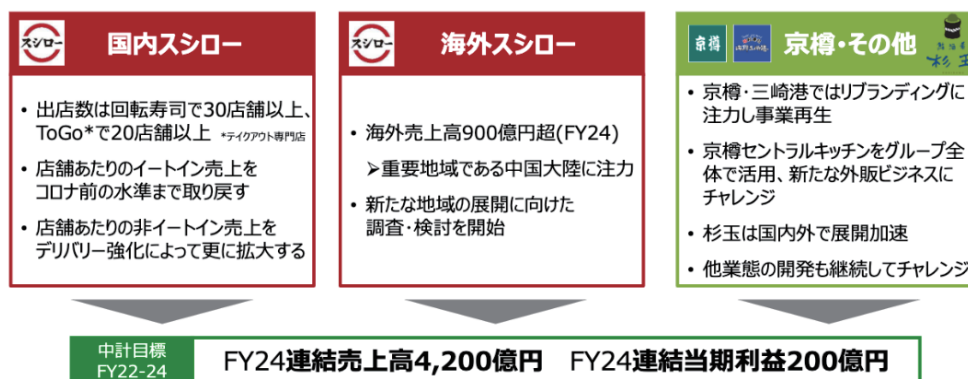 スシロー
国内スシロー
• 出店数は回転寿司で30店舗以上、
ToGo*で20店舗以上 *テイクアウト専門店
• 店舗あたりのイートイン売上を
コロナ前の水準まで取り戻す
• 店舗あたりの非イートイン売上を
デリバリー強化によって更に拡大する
スシロー
海外スシロー
• 海外売上高900億円超(FY24)
➢重要地域である中国大陸に注力
• 新たな地域の展開に向けた
調査・検討を開始
京樽
京樽・その他
杉玉
• 京樽・三崎港ではリブランディングに
注力し事業再生
• 京樽セントラルキッチンをグループ全
体で活用、新たな外販ビジネスに
チャレンジ
• 杉玉は国内外で展開加速
• 他業態の開発も継続してチャレンジ
中計目標
FY22-24
FY24連結売上高4,200億円 FY24連結当期利益200億円